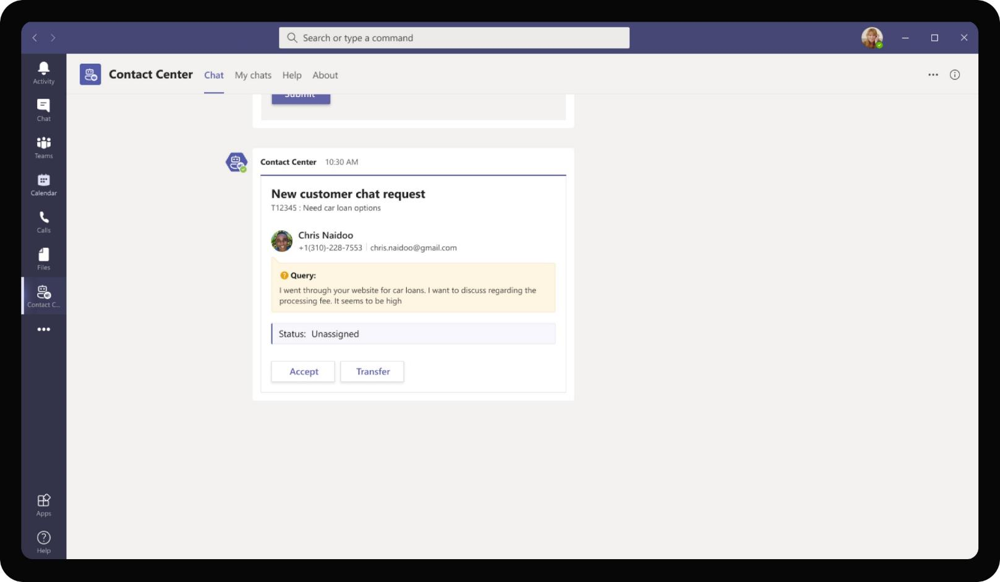 Search or type a command
Activity
Chat
Teams
Calendar
Calls
Files
Contact C...
Apps
Help
Contact Center
Chat
My chats
Help
About
Submit
Contact Center 10:30 AM
New customer chat request
T12345 : Need car loan options
Chris Naidoo
+1(310)-228-7553 | chris.naidoo@gmail.com
Query:
I went through your website for car loans. I want to discuss regarding the
processing fee. It seems to be high
Status: Unassigned
Accept
Transfer